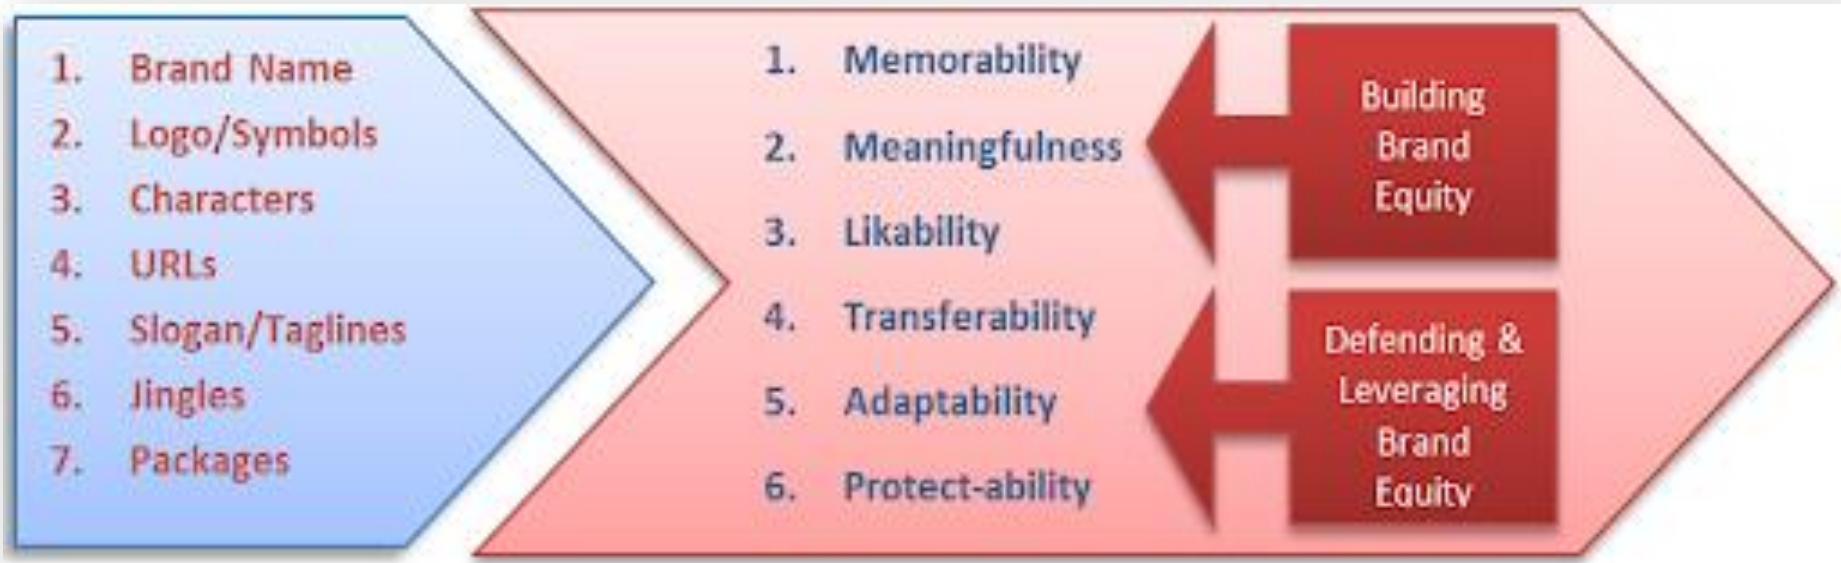 1. Brand Name
2. Logo/Symbols
3. Characters
4. URLs
5. Slogan/Taglines
6. Jingles
7. Packages
1. Memorability
2. Meaningfulness
3. Likability
4. Transferability
5. Adaptability
6. Protect-ability
Building
Brand
Equity
Defending &
Leveraging
Brand
Equity